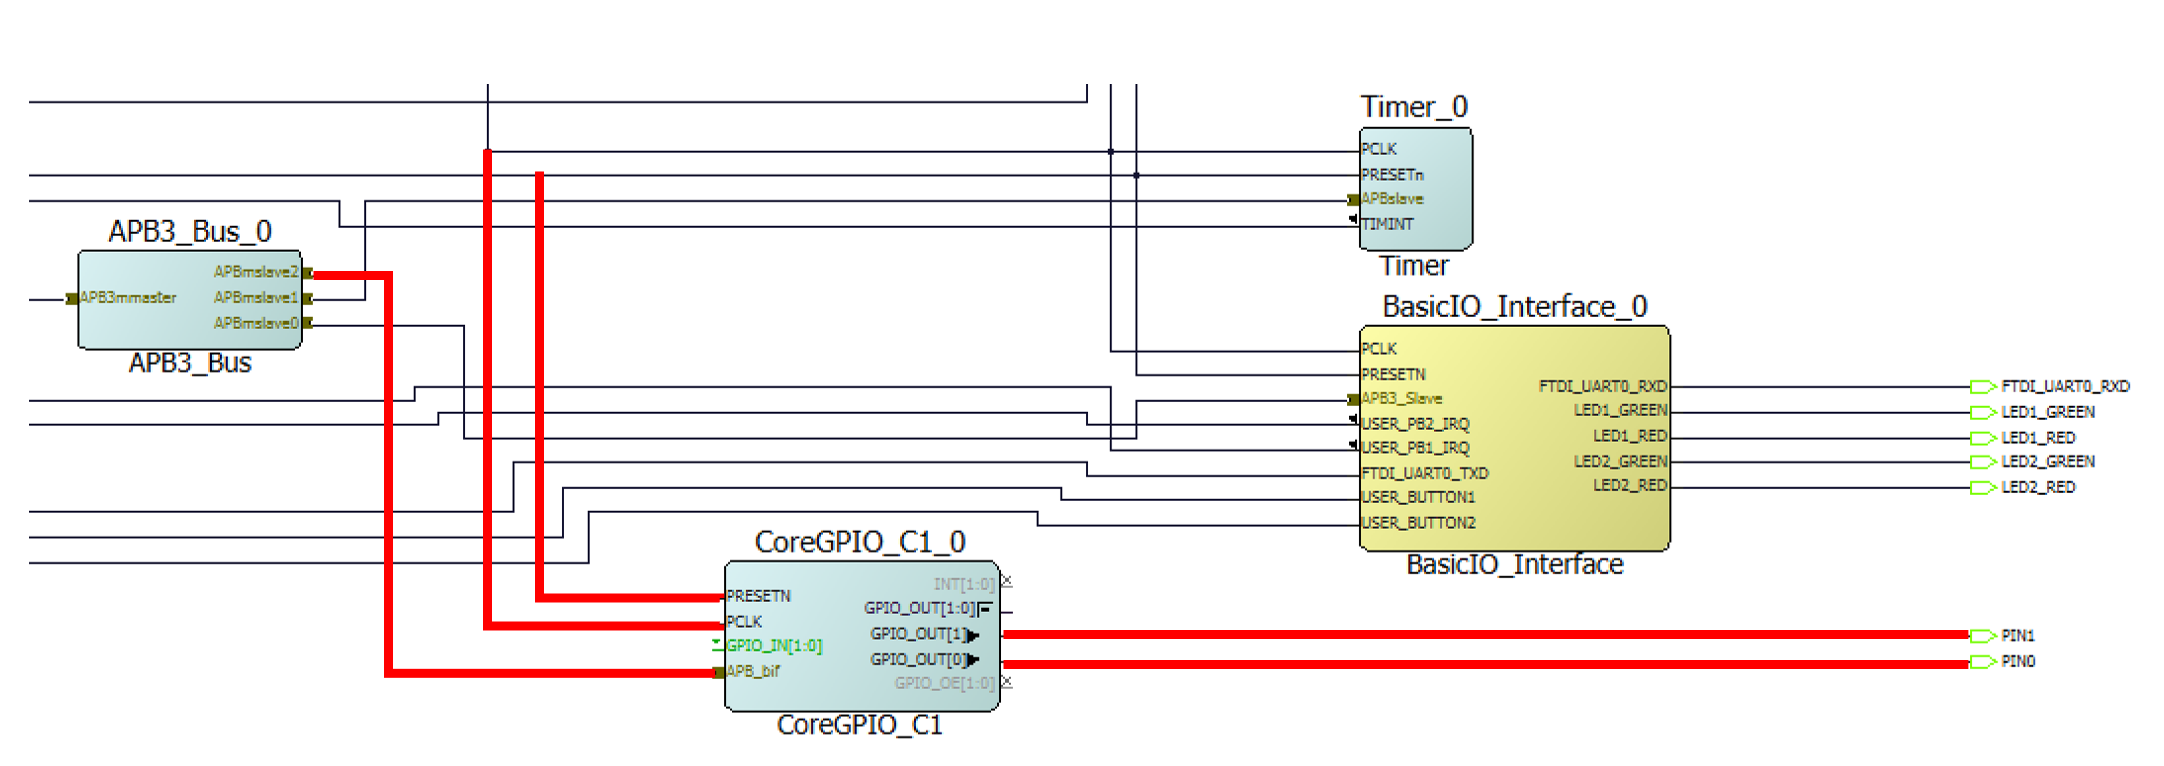 Timer_0
PCLK
PRESETn
APBslave
TIMINT
Timer
APB3_Bus_0
APBmslave2
APB3mmaster
APBmslave1
APBmslave0
APB3_Bus
BasicIO_Interface_0
PCLK
PRESETN
APB3_Slave
USER_PB2_IRQ
USER_PB1_IRQ
FTDI_UART0_TXD
USER_BUTTON1
USER_BUTTON2
FTDI_UART0_RXD
LED1_GREEN
LED1_RED
LED2_GREEN
LED2_RED
BasicIO_Interface
FTDI_UART0_RXD
LED1_GREEN
LED1_RED
LED2_GREEN
LED2_RED
CoreGPIO_C1_0
PRESETN
PCLK
GPIO_IN[1:0]
APB_bif
INT[1:0]
GPIO_OUT[1:0]
GPIO_OUT[1]
GPIO_OUT[0]
GPIO_OE[1:0]
CoreGPIO_C1
PIN1
PIN0